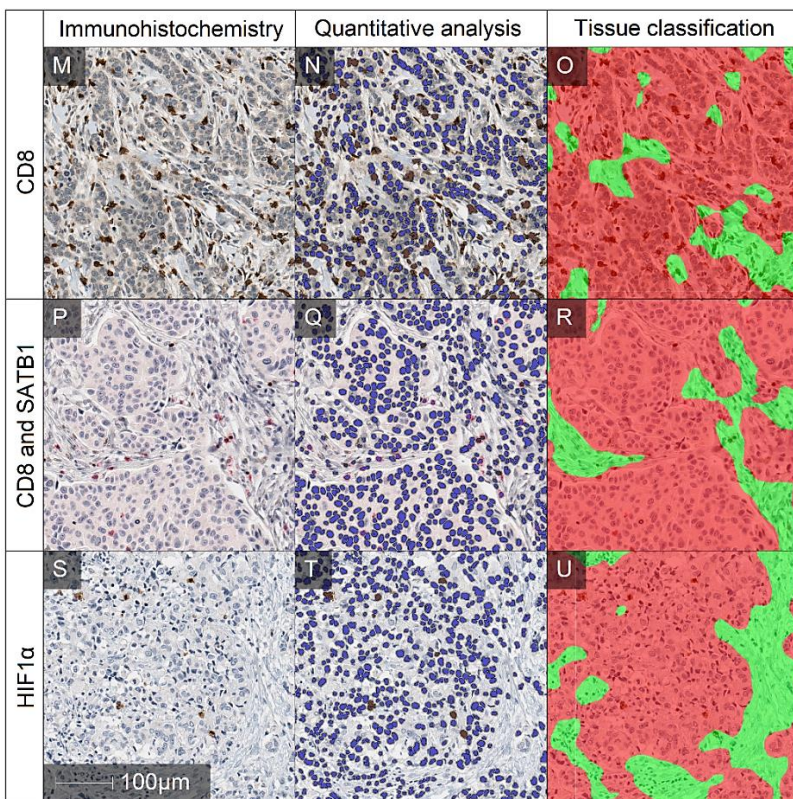 Immunohistochemistry Quantitative analysis Tissue classification
CD8
M N O
CD8 and SATB1
P Q R
HIF1α
S T U
100µm